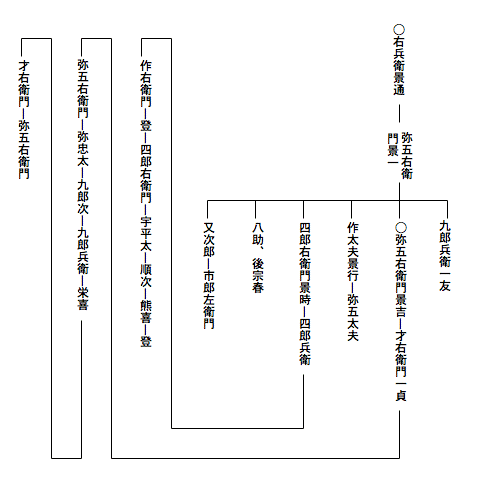 〇右兵衛景通
弥五右衛
門景一
九郎兵衛一友
〇弥五右衛門景吉―才右衛門一貞
作太夫景行―弥五太夫
四郎右衛門景時―四郎兵衛
八助、後宗春
又次郎―市郎左衛門
作右衛門―登―四郎右衛門―宇平太―順次―熊喜―登
弥五右衛門―弥忠太―九郎次―九郎兵衛―栄喜
才右衛門―弥五右衛門